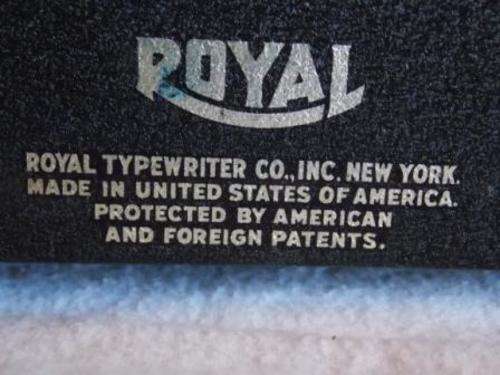 ROYAL
ROYAL TYPEWRITER CO., INC. NEW YORK.
MADE IN UNITED STATES OF AMERICA.
PROTECTED BY AMERICAN
AND FOREIGN PATENTS.